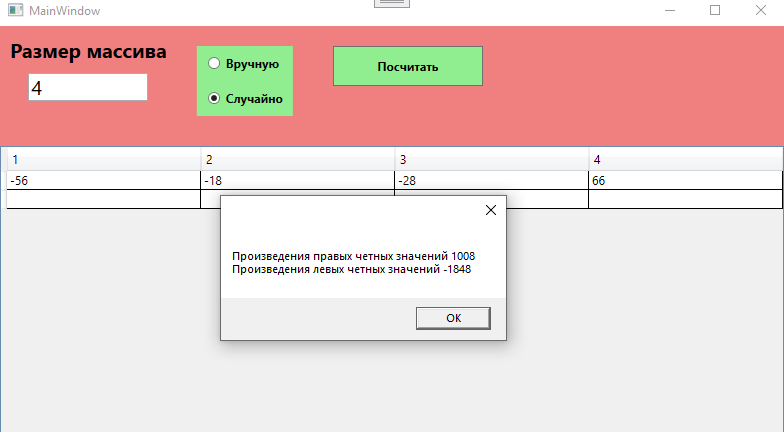 MainWindow
Размер массива
4
Вручную
Случайно
Посчитать
1 2 3 4
-56 -18 -28 66
Произведения правых четных значений 1008
Произведения левых четных значений -1848
OK